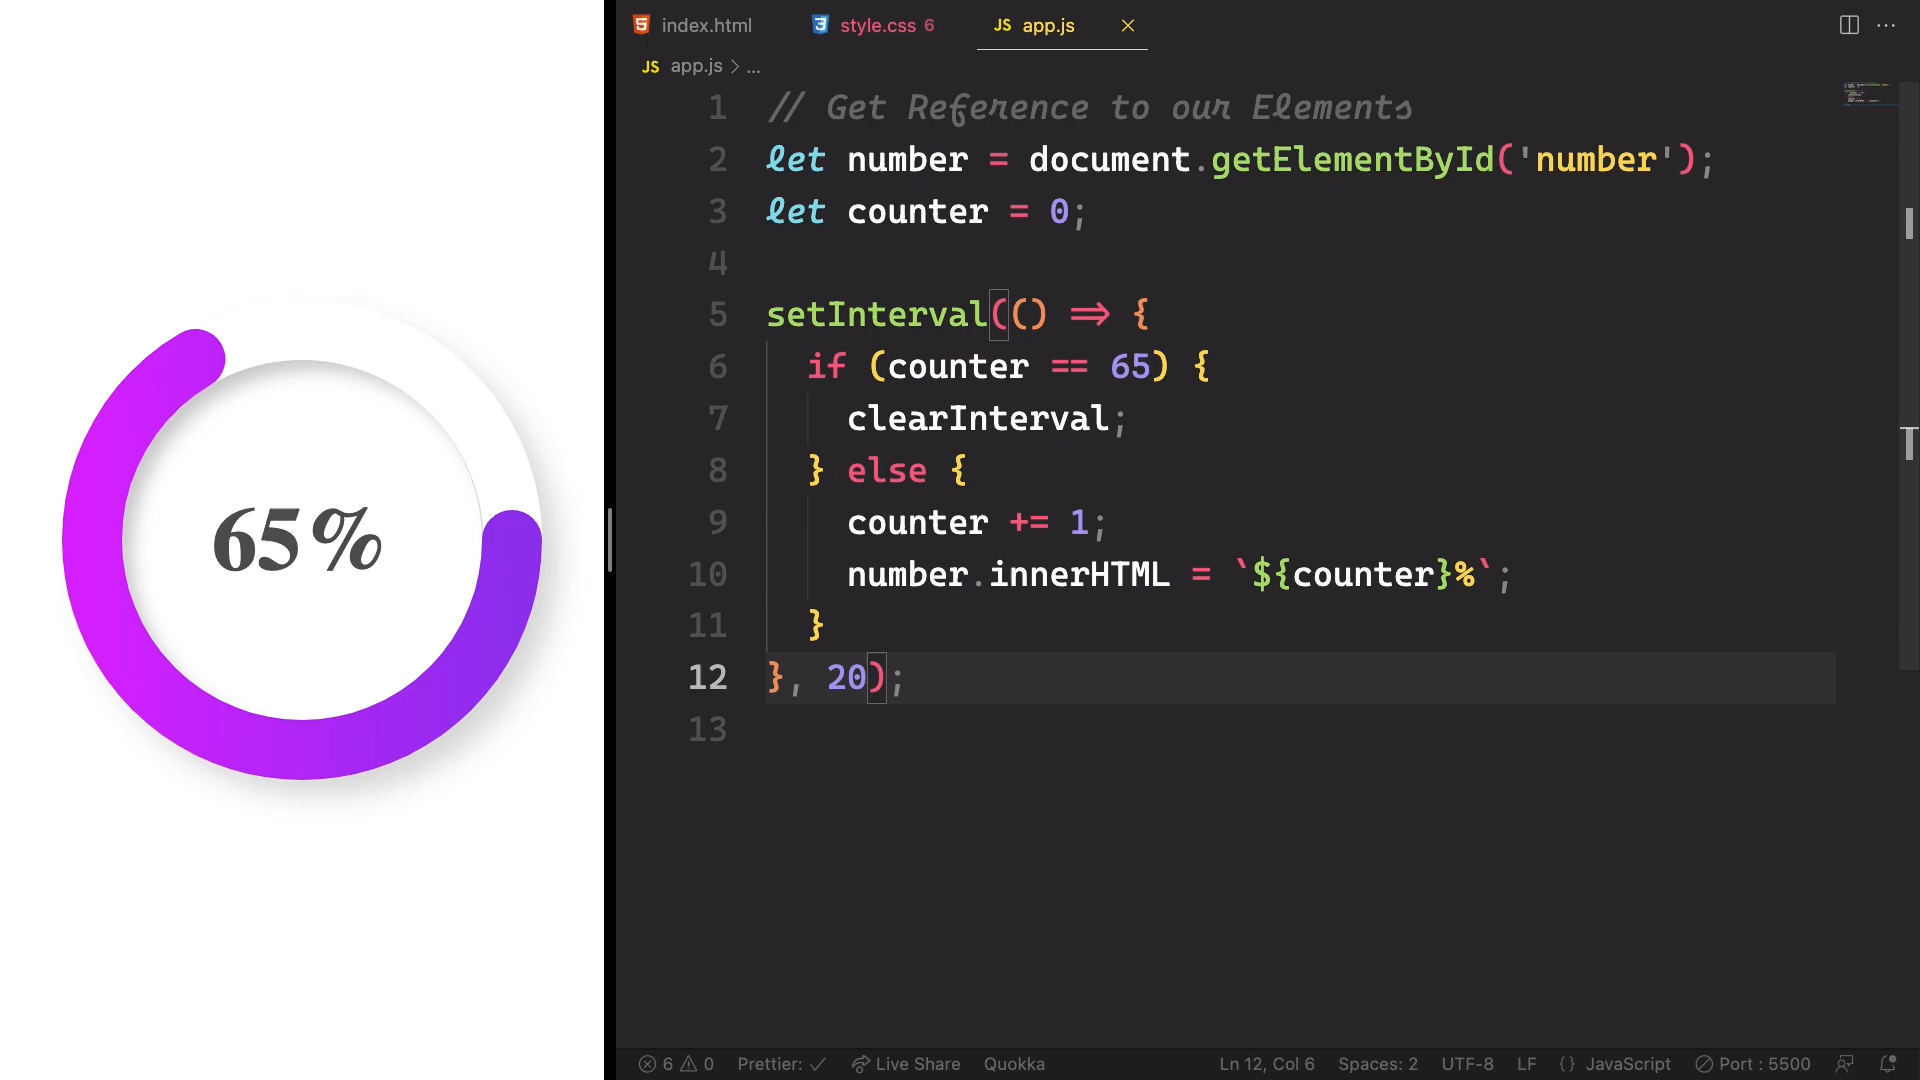 65%
index.html
style.css 6
JS app.js
JS app.js > ...
1 // Get Reference to our Elements
2 let number = document.getElementById('number');
3 let counter = 0;
4
5 setInterval(() => {
6 if (counter == 65) {
7 clearInterval;
8 } else {
9 counter += 1;
10 number.innerHTML = `${counter}%`;
11 }
12 }, 20);
13
6 0 Prettier: ✓ Live Share Quokka Ln 12, Col 6 Spaces: 2 UTF-8 LF {} JavaScript Port : 5500